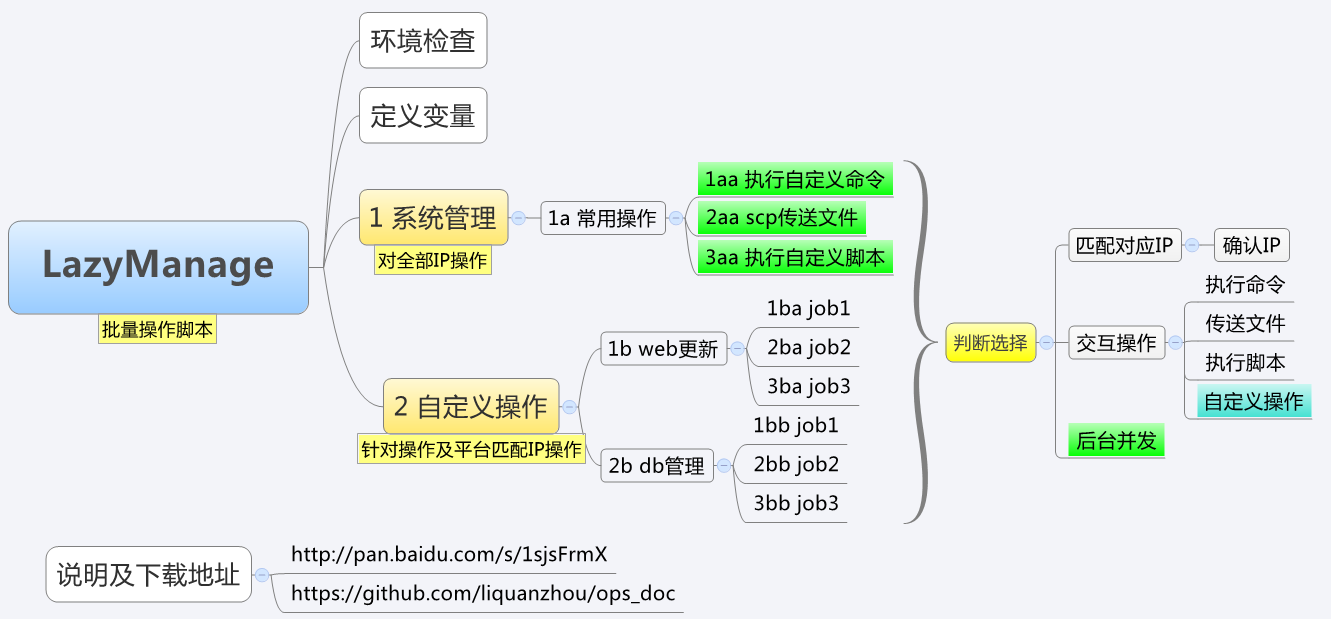 环境检查
定义变量
LazyManage
批量操作脚本
1 系统管理
对全部IP操作
1a 常用操作
1aa 执行自定义命令
2aa scp传送文件
3aa 执行自定义脚本
2 自定义操作
针对操作及平台匹配IP操作
1b web更新
1ba job1
2ba job2
3ba job3
2b db管理
1bb job1
2bb job2
3bb job3
判断选择
匹配对应IP
确认IP
交互操作
执行命令
传送文件
执行脚本
自定义操作
后台并发
说明及下载地址
http://pan.baidu.com/s/1sjsFrmX
https://github.com/liquanzhou/ops_doc